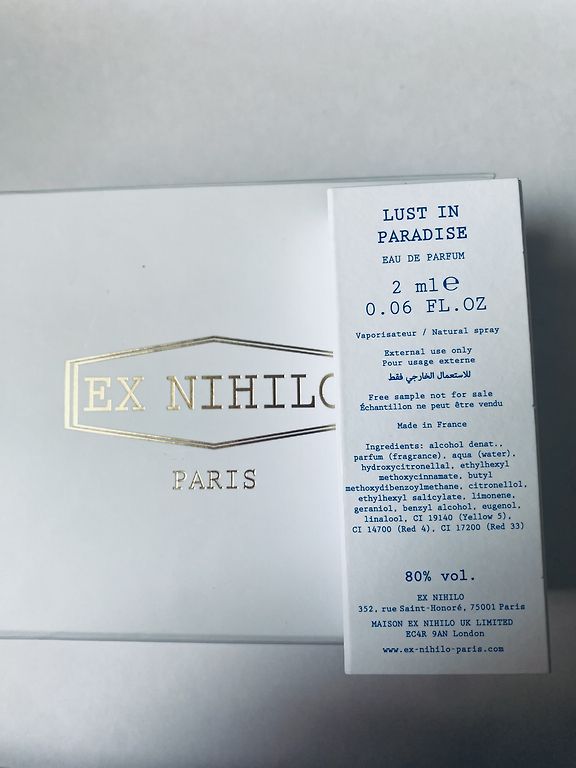 EX NIHILO
PARIS
LUST IN
PARADISE
EAU DE PARFUM
2 ml℮
0.06 FL.OZ
Vaporisateur / Natural spray
External use only
Pour usage externe
للاستعمال الخارجي فقط
Free sample not for sale
Échantillon ne peut être vendu
Made in France
Ingredients: alcohol denat.,
parfum (fragrance), aqua (water),
hydroxycitronellal, ethylhexyl
methoxycinnamate, butyl
methoxydibenzoylmethane, citronellol,
ethylhexyl salicylate, limonene,
geraniol, benzyl alcohol, eugenol,
linalool, CI 19140 (Yellow 5),
CI 14700 (Red 4), CI 17200 (Red 33)
80% vol.
EX NIHILO
352, rue Saint-Honoré, 75001 Paris
MAISON EX NIHILO UK LIMITED
EC4R 9AN London
www.ex-nihilo-paris.com